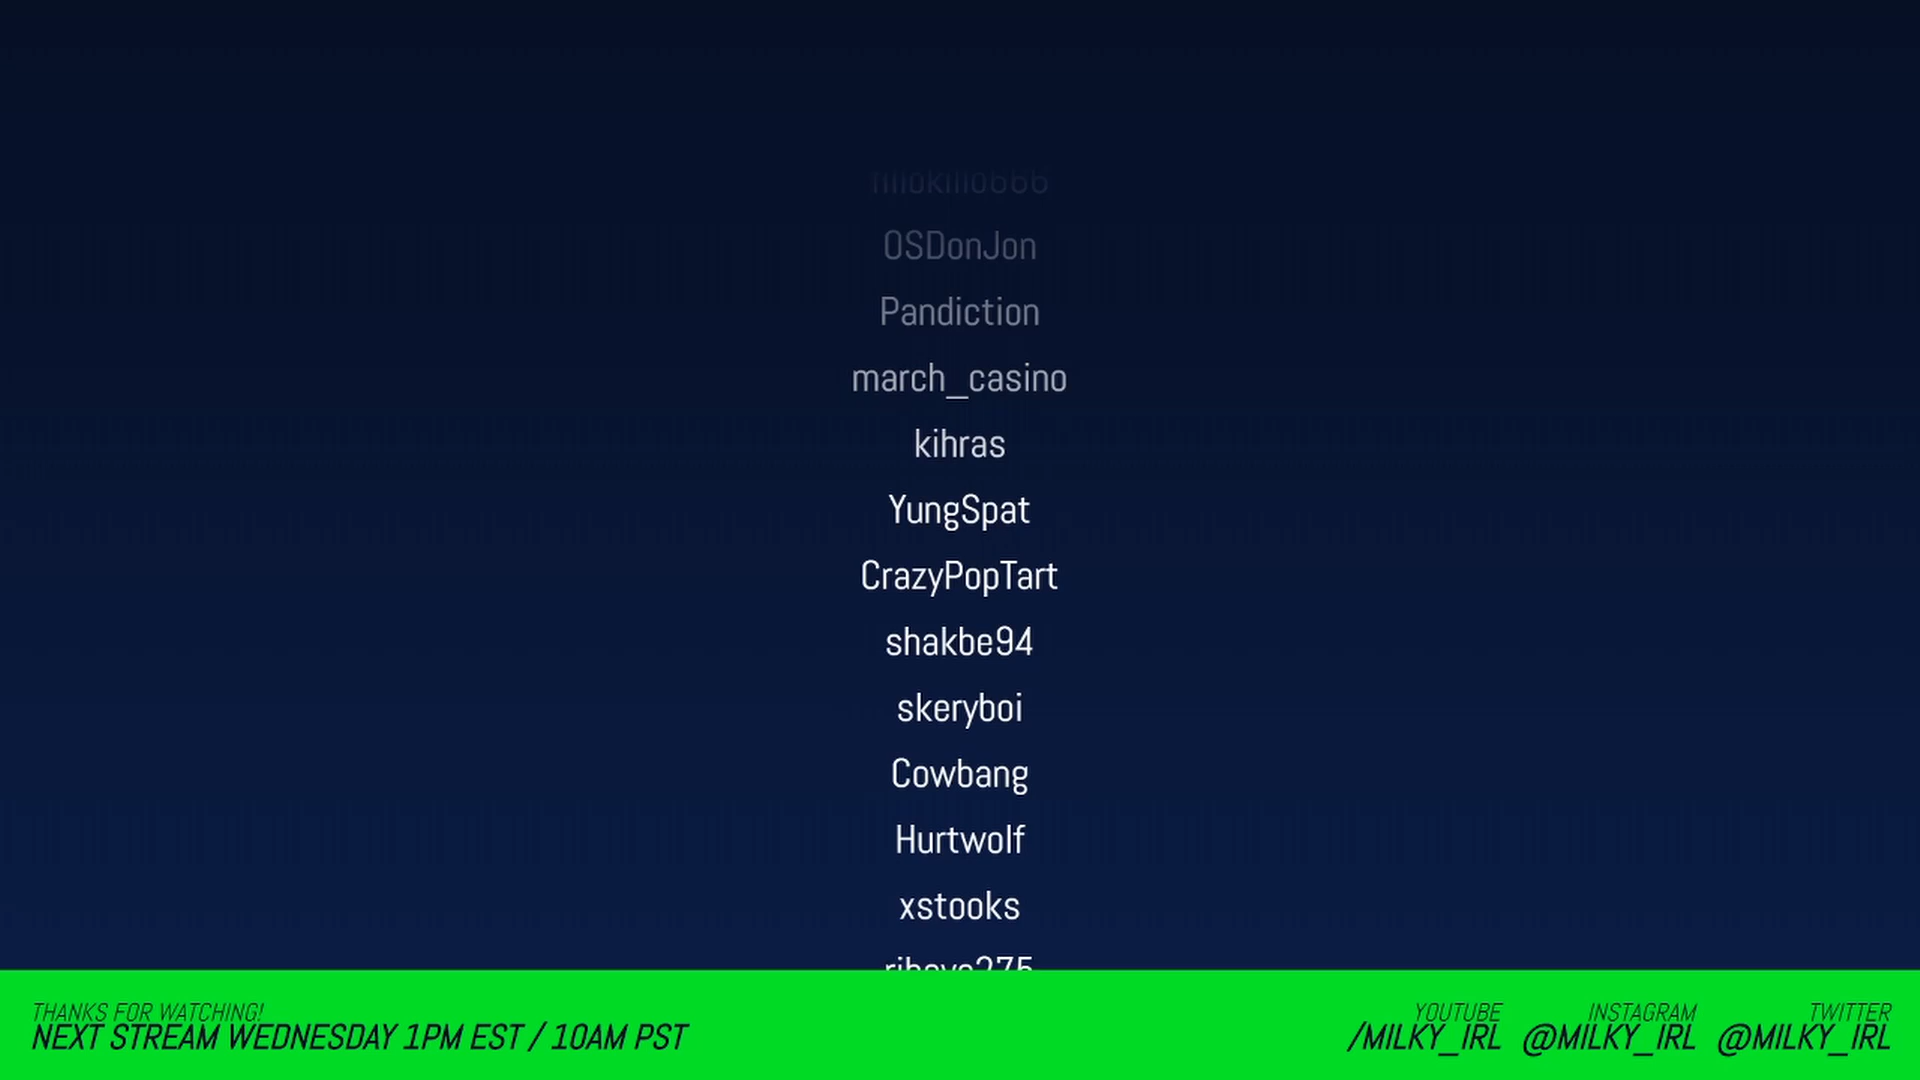 OSDonJon
Pandiction
march_casino
kihras
YungSpat
CrazyPopTart
shakbe94
skeryboi
Cowbang
Hurtwolf
xstooks
THANKS FOR WATCHING!
NEXT STREAM WEDNESDAY 1PM EST / 10AM PST
YOUTUBE
/MILKY_IRL
INSTAGRAM
@MILKY_IRL
TWITTER
@MILKY_IRL